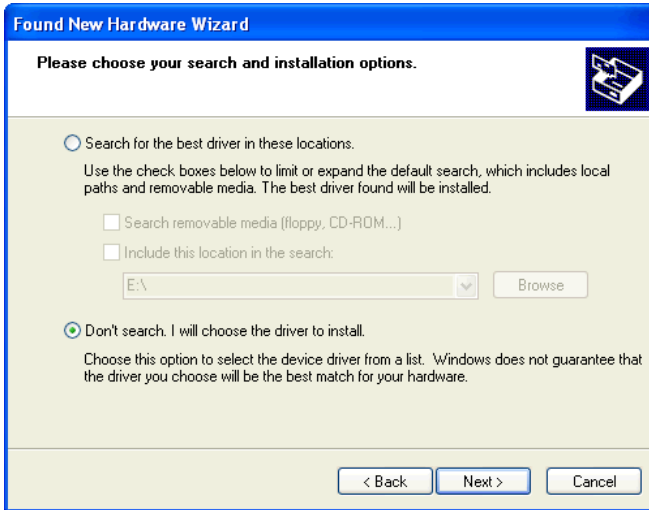 Found New Hardware Wizard
Please choose your search and installation options.
Search for the best driver in these locations.
Use the check boxes below to limit or expand the default search, which includes local
paths and removable media. The best driver found will be installed.
Search removable media (floppy, CD-ROM...)
Include this location in the search:
E:\
Browse
Don't search. I will choose the driver to install.
Choose this option to select the device driver from a list. Windows does not guarantee that
the driver you choose will be the best match for your hardware.
< Back Next > Cancel